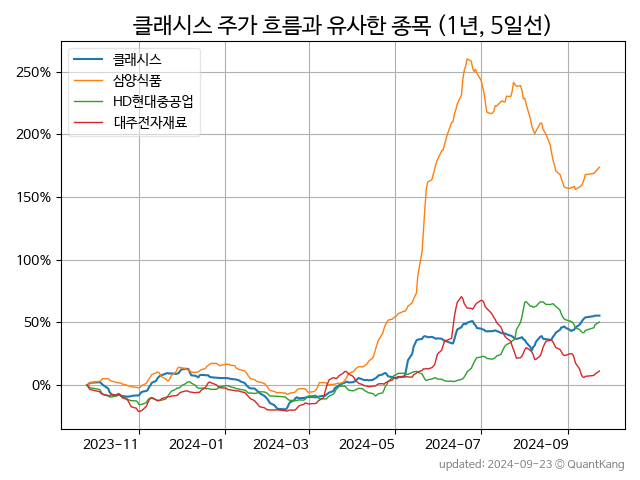 클래시스 주가 흐름과 유사한 종목 (1년, 5일선)
클래시스
삼양식품
HD현대중공업
대주전자재료
250%
200%
150%
100%
50%
0%
2023-11 2024-01 2024-03 2024-05 2024-07 2024-09
updated: 2024-09-23 © QuantKang